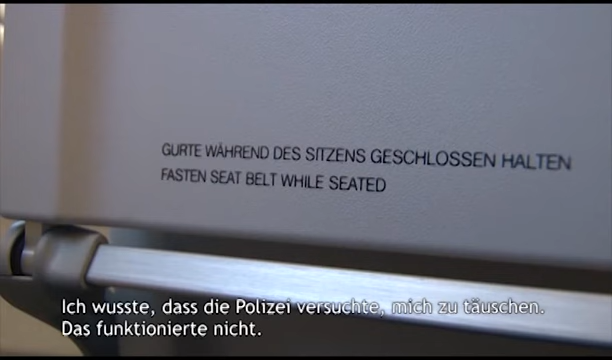 GURTE WÄHREND DES SITZENS GESCHLOSSEN HALTEN
FASTEN SEAT BELT WHILE SEATED
Ich wusste, dass die Polizei versuchte, mich zu täuschen.
Das funktionierte nicht.